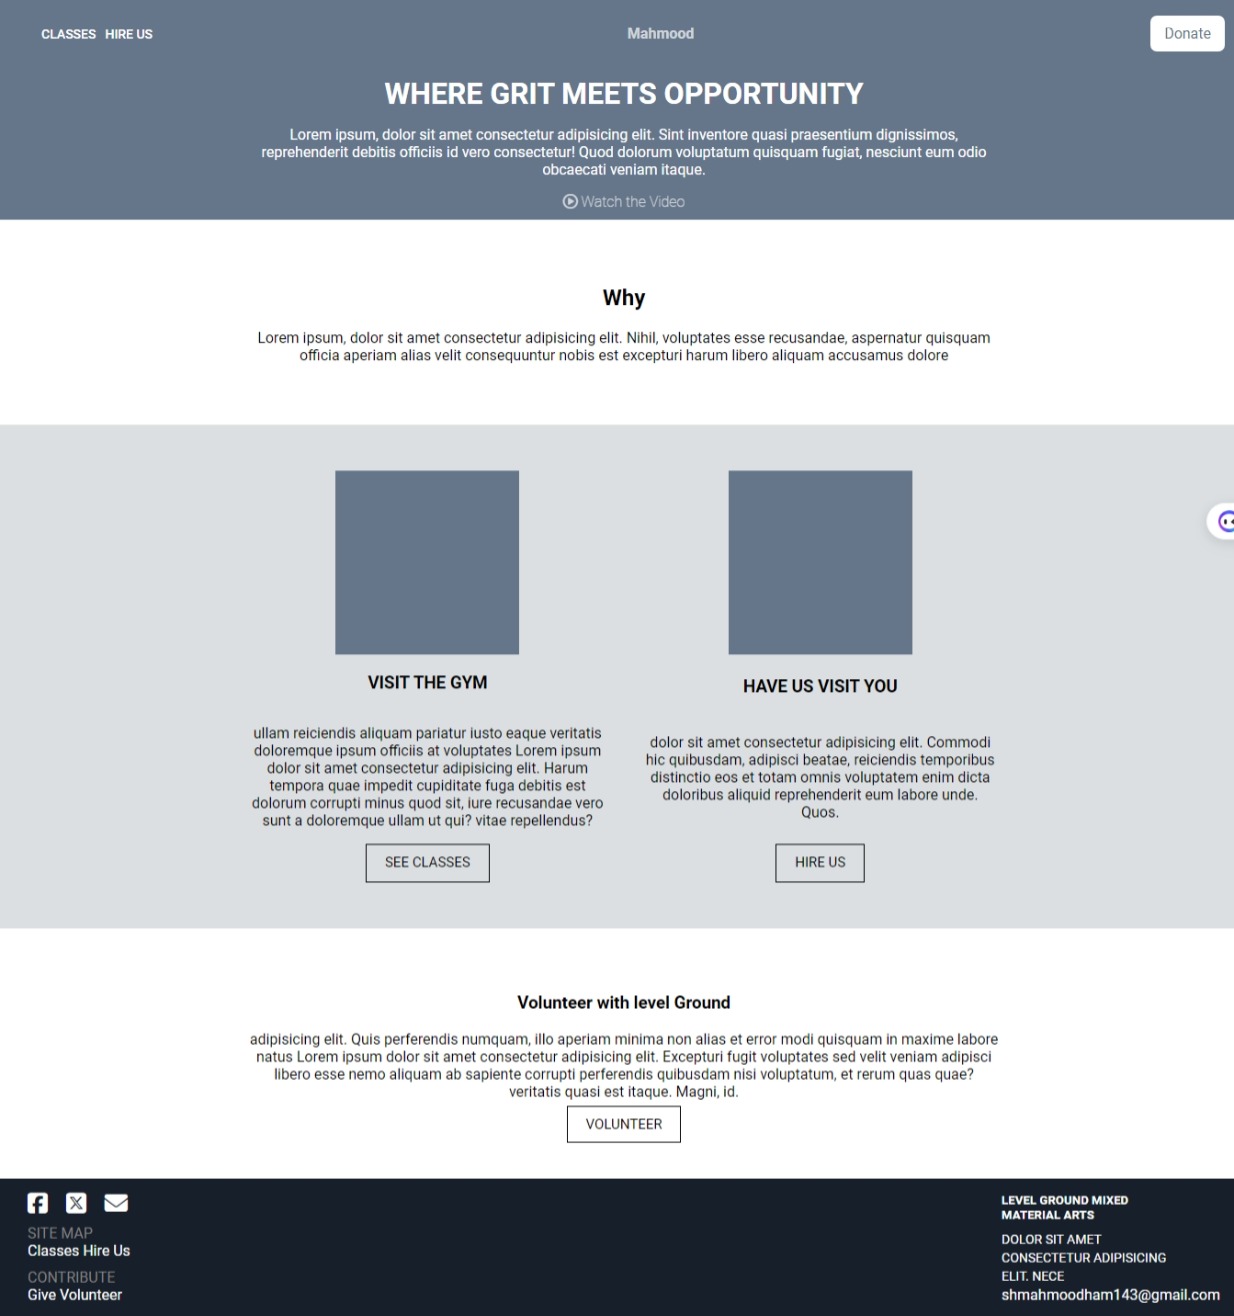 CLASSES HIRE US
Mahmood
Donate
WHERE GRIT MEETS OPPORTUNITY
Lorem ipsum, dolor sit amet consectetur adipisicing elit. Sint inventore quasi praesentium dignissimos,
reprehenderit debitis officiis id vero consectetur! Quod dolorum voluptatum quisquam fugiat, nesciunt eum odio
obcaecati veniam itaque.
Watch the Video
Why
Lorem ipsum, dolor sit amet consectetur adipisicing elit. Nihil, voluptates esse recusandae, aspernatur quisquam
officia aperiam alias velit consequuntur nobis est excepturi harum libero aliquam accusamus dolore
VISIT THE GYM
ullam reiciendis aliquam pariatur iusto eaque veritatis
doloremque ipsum officiis at voluptates Lorem ipsum
dolor sit amet consectetur adipisicing elit. Harum
tempora quae impedit cupiditate fuga debitis est
dolorum corrupti minus quod sit, iure recusandae vero
sunt a doloremque ullam ut qui? vitae repellendus?
SEE CLASSES
HAVE US VISIT YOU
dolor sit amet consectetur adipisicing elit. Commodi
hic quibusdam, adipisci beatae, reiciendis temporibus
distinctio eos et totam omnis voluptatem enim dicta
doloribus aliquid reprehenderit eum labore unde.
Quos.
HIRE US
Volunteer with level Ground
adipisicing elit. Quis perferendis numquam, illo aperiam minima non alias et error modi quisquam in maxime labore
natus Lorem ipsum dolor sit amet consectetur adipisicing elit. Excepturi fugit voluptates sed velit veniam adipisci
libero esse nemo aliquam ab sapiente corrupti perferendis quibusdam nisi voluptatum, et rerum quas quae?
veritatis quasi est itaque. Magni, id.
VOLUNTEER
SITE MAP
Classes Hire Us
CONTRIBUTE
Give Volunteer
LEVEL GROUND MIXED
MATERIAL ARTS
DOLOR SIT AMET
CONSECTETUR ADIPISICING
ELIT. NECE
shmahmoodham143@gmail.com